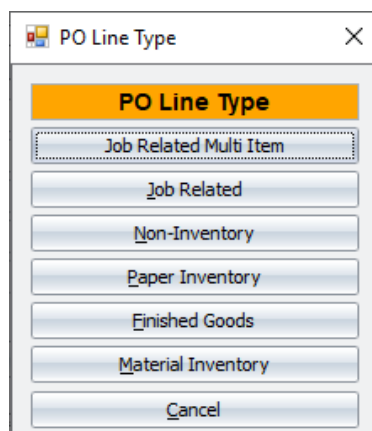 PO Line Type
PO Line Type
Job Related Multi Item
Job Related
Non-Inventory
Paper Inventory
Finished Goods
Material Inventory
Cancel